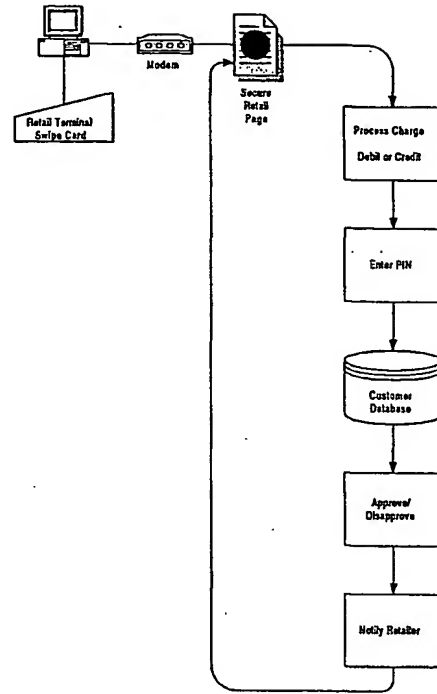 Modem
Secure
Retail
Page
Retail Terminal
Swipe Card
Process Charge
Debit or Credit
Enter PIN
Customer
Database
Approve/
Disapprove
Notify Retailer